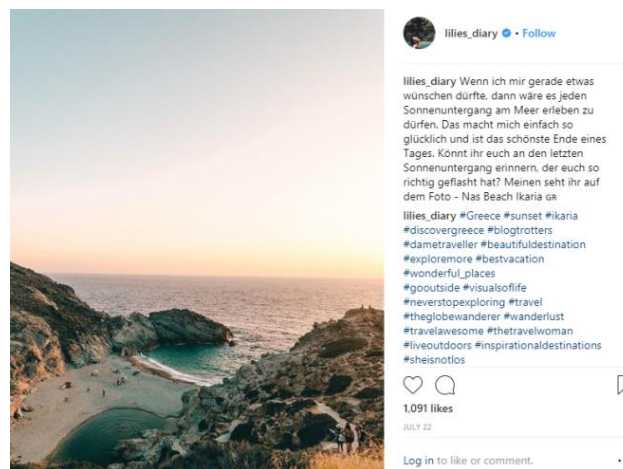 lilies_diary • Follow
lilies_diary Wenn ich mir gerade etwas
wünschen dürfte, dann wäre es jeden
Sonnenuntergang am Meer erleben zu
dürfen. Das macht mich einfach so
glücklich und ist das schönste Ende eines
Tages. Könnt ihr euch an den letzten
Sonnenuntergang erinnern, der euch so
richtig geflasht hat? Meinen seht ihr auf
dem Foto - Nas Beach Ikaria GR
lilies_diary #Greece #sunset #ikaria
#discovergreece #blogtrotters
#dametraveller #beautifuldestination
#exploremore #bestvacation
#wonderful_places
#gooutside #visualsoflife
#neverstopexploring #travel
#theglobewanderer #wanderlust
#travelawesome #thetravelwoman
#liveoutdoors #inspirationaldestinations
#sheisnotlos
1,091 likes
JULY 22
Log in to like or comment.